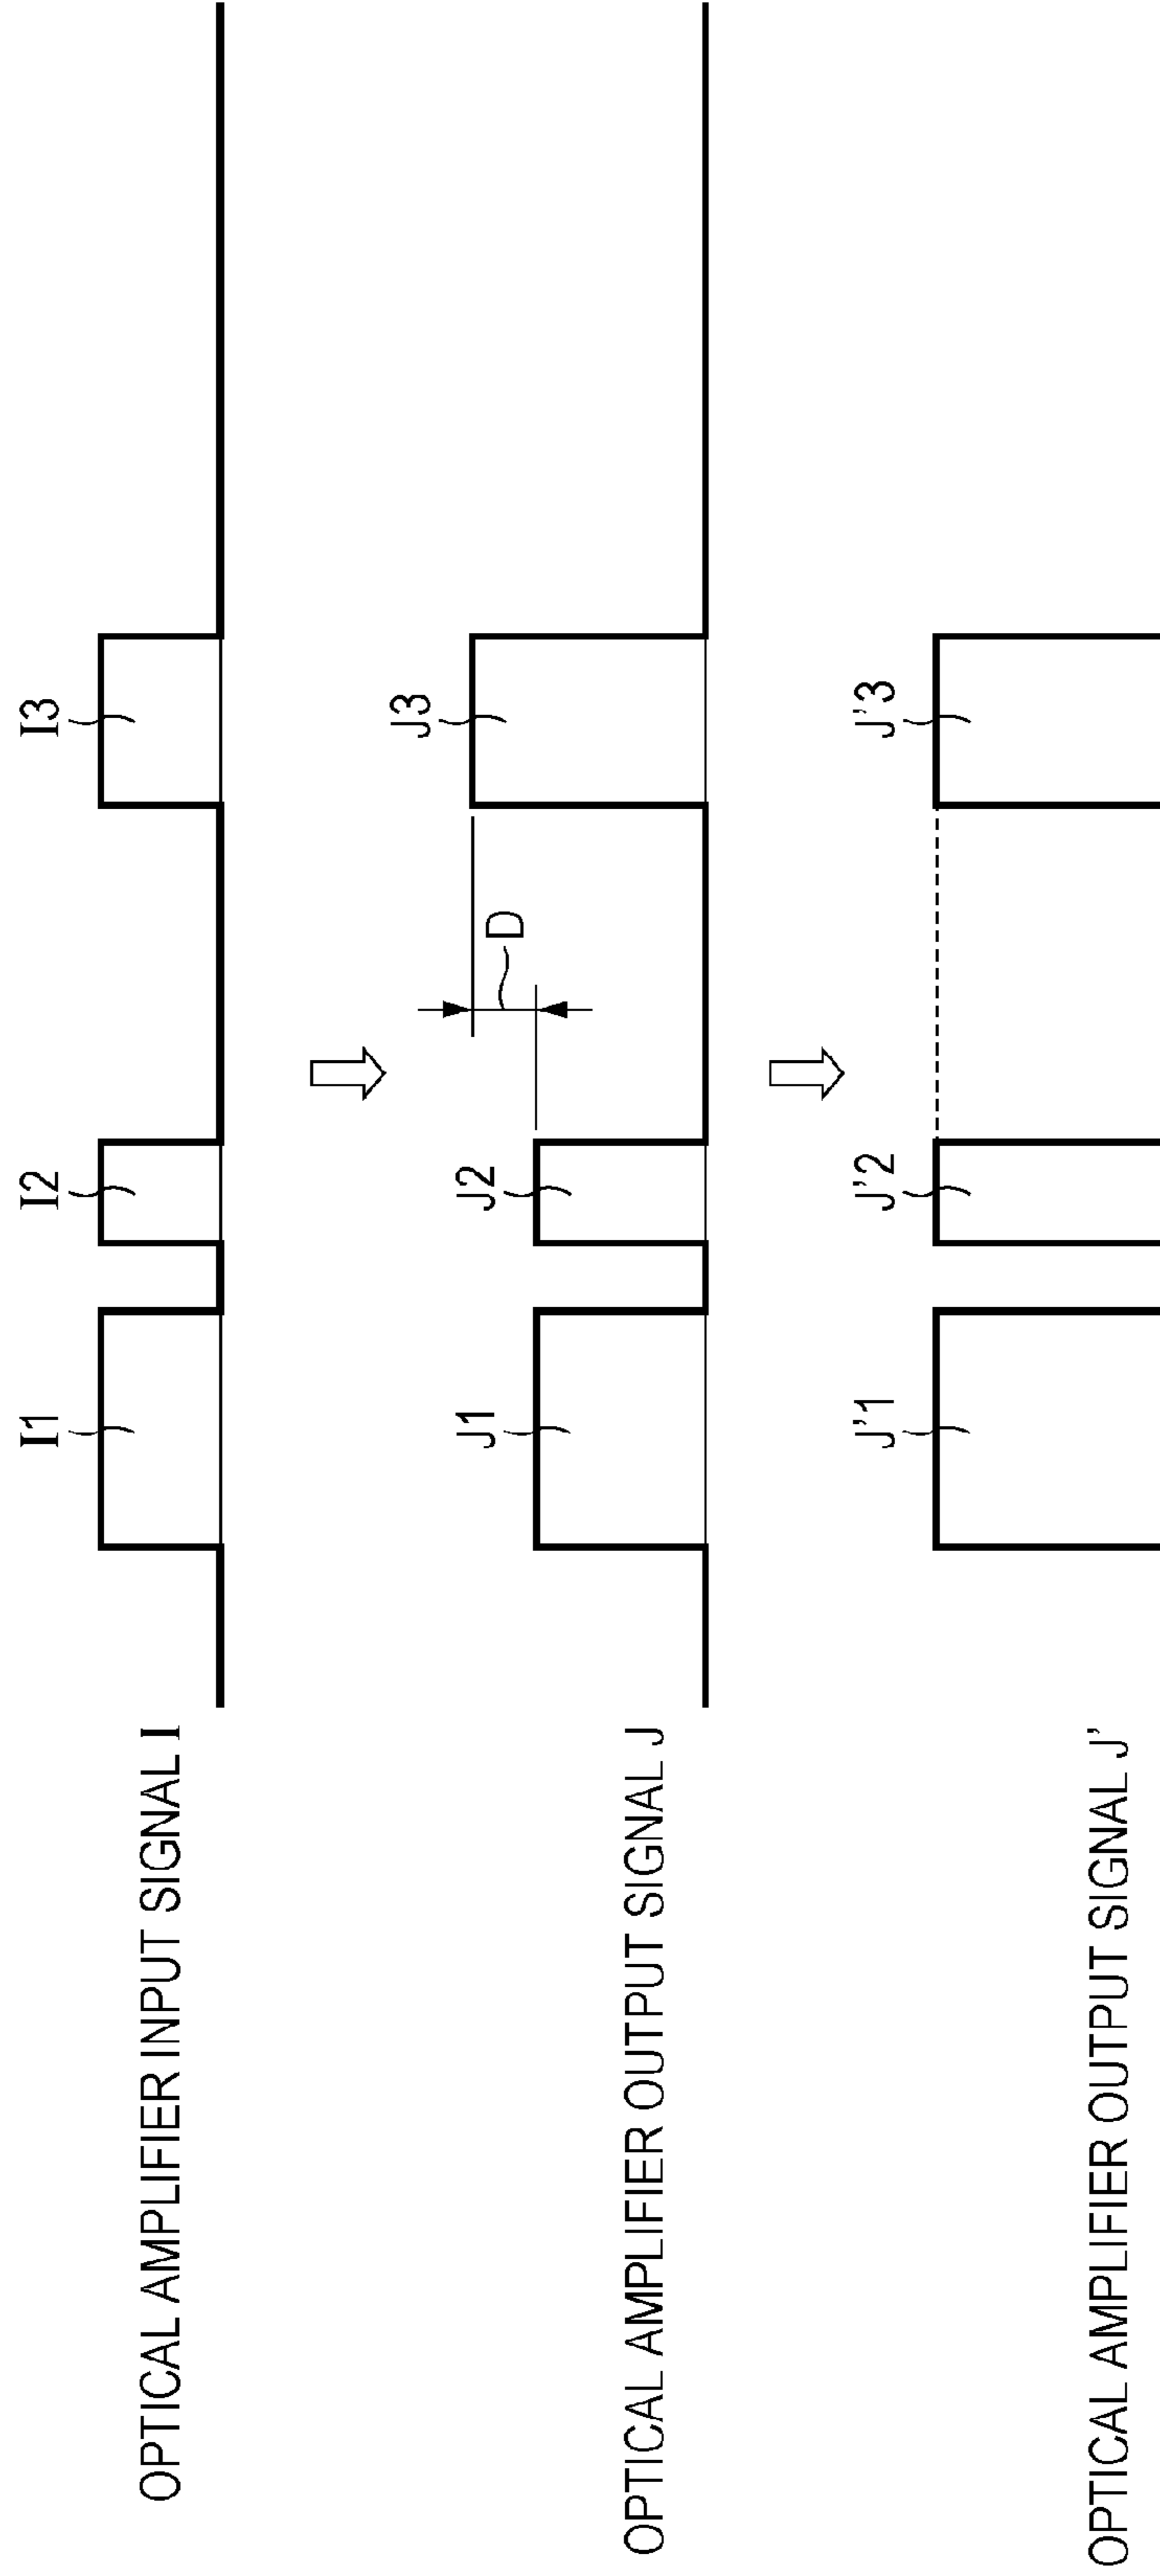 OPTICAL AMPLIFIER INPUT SIGNAL I
I1
I2
I3
OPTICAL AMPLIFIER OUTPUT SIGNAL J
J1
J2
D
J3
OPTICAL AMPLIFIER OUTPUT SIGNAL J'
J'1
J'2
J'3